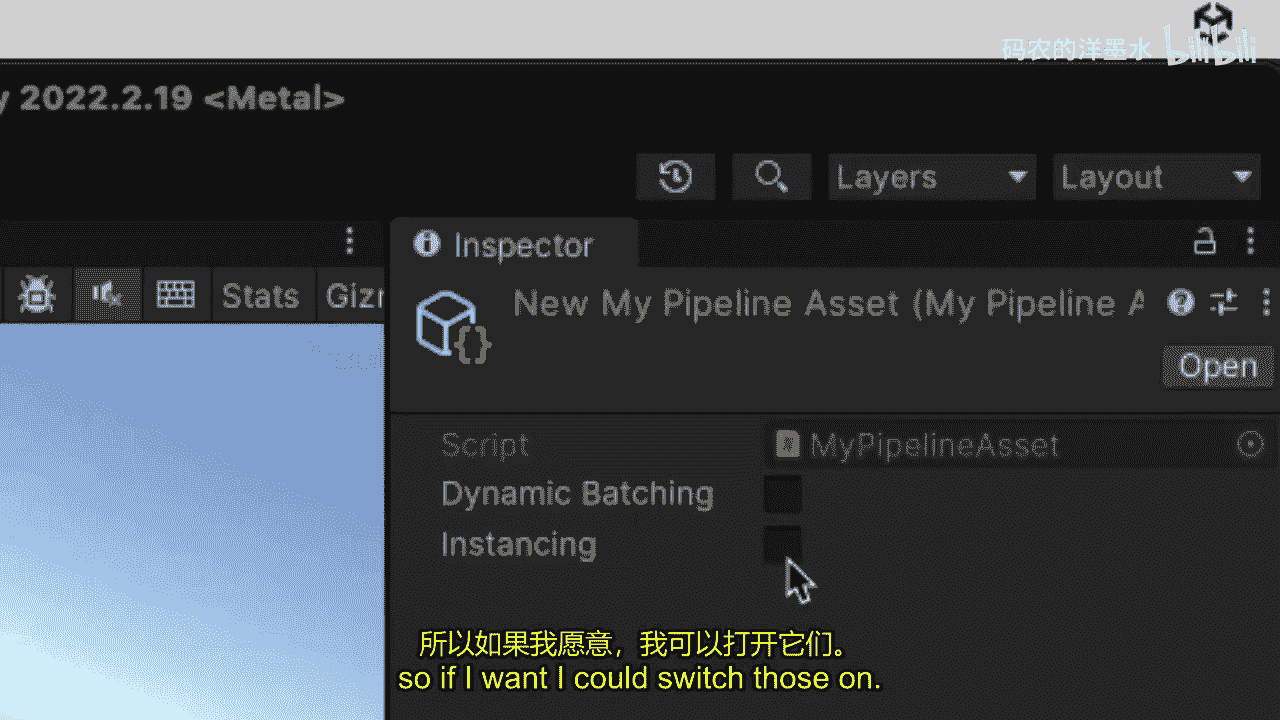 码农的洋墨水 bilibili
y 2022.2.19 <Metal>
Layers Layout
Inspector
Stats Giz
New My Pipeline Asset (My Pipeline A
Open
Script MyPipelineAsset
Dynamic Batching
Instancing
所以如果我愿意，我可以打开它们。
so if I want I could switch those on.